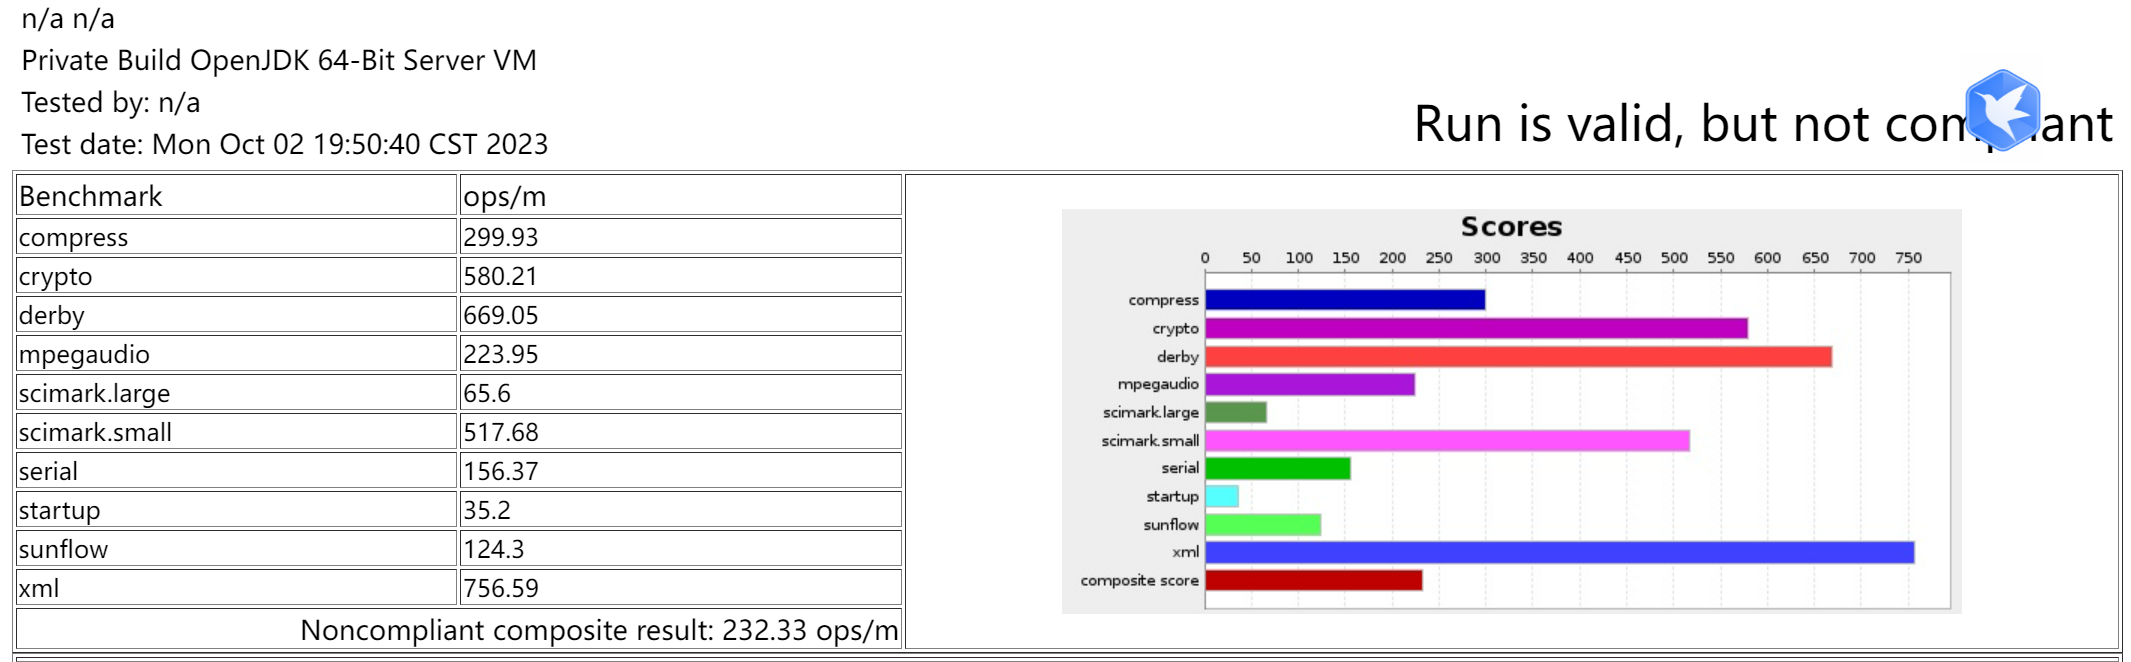 n/a n/a
Private Build OpenJDK 64-Bit Server VM
Tested by: n/a
Test date: Mon Oct 02 19:50:40 CST 2023
Run is valid, but not
Benchmark ops/m
compress 299.93
crypto 580.21
derby 669.05
mpegaudio 223.95
scimark.large 65.6
scimark.small 517.68
serial 156.37
startup 35.2
sunflow 124.3
xml 756.59
Noncompliant composite result: 232.33 ops/m
Scores
0 50 100 150 200 250 300 350 400 450 500 550 600 650 700 750
compress
crypto
derby
mpegaudio
scimark.large
scimark.small
serial
startup
sunflow
xml
composite score